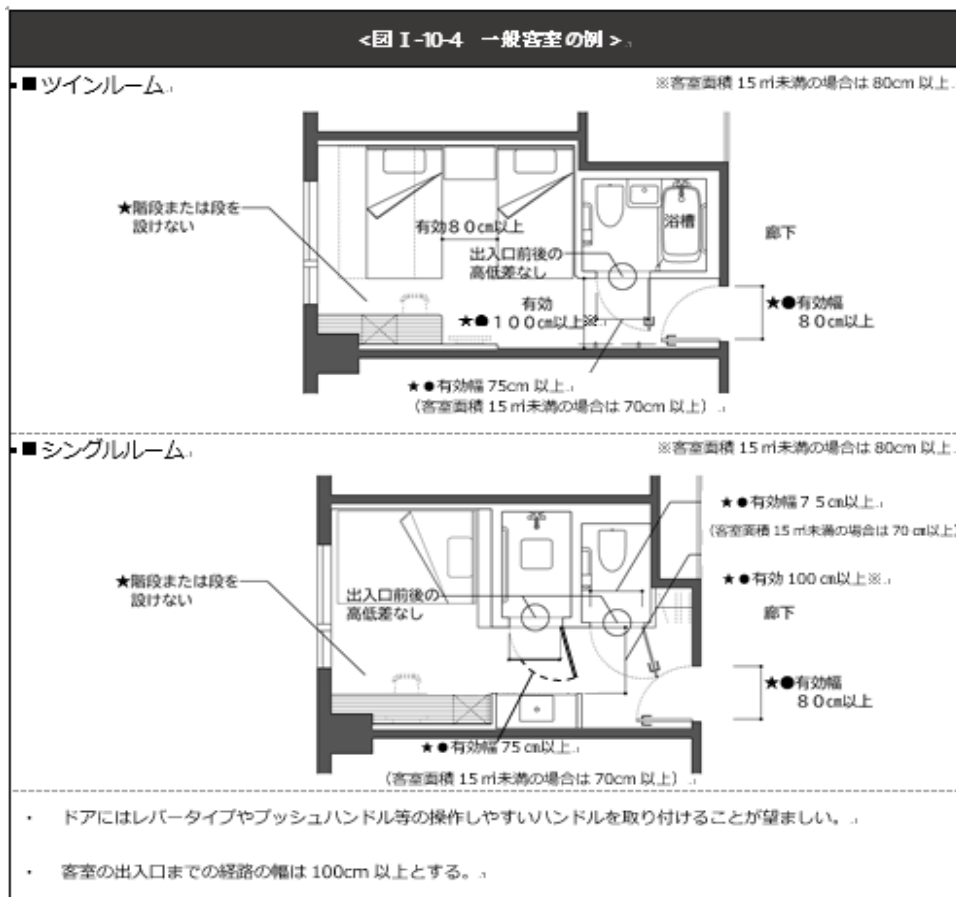 <図 Ⅰ-10-4 一般客室の例>
■ ツインルーム
※客室面積 15 ㎡未満の場合は 80cm 以上
★階段または段を
設けない
有効８０㎝以上
浴槽
廊下
出入口前後の
高低差なし
有効
★●１００㎝以上※
★●有効幅
８０㎝以上
★●有効幅 75cm 以上
（客室面積 15 ㎡未満の場合は 70cm 以上）
■ シングルルーム
※客室面積 15 ㎡未満の場合は 80cm 以上
★●有効幅７５㎝以上
（客室面積 15 ㎡未満の場合は 70 ㎝以上）
★階段または段を
設けない
出入口前後の
高低差なし
★●有効 100 ㎝以上※
廊下
★●有効幅
８０㎝以上
★●有効幅 75 ㎝以上
（客室面積 15 ㎡未満の場合は 70cm 以上）
・ ドアにはレバータイプやプッシュハンドル等の操作しやすいハンドルを取り付けることが望ましい。
・ 客室の出入口までの経路の幅は 100cm 以上とする。